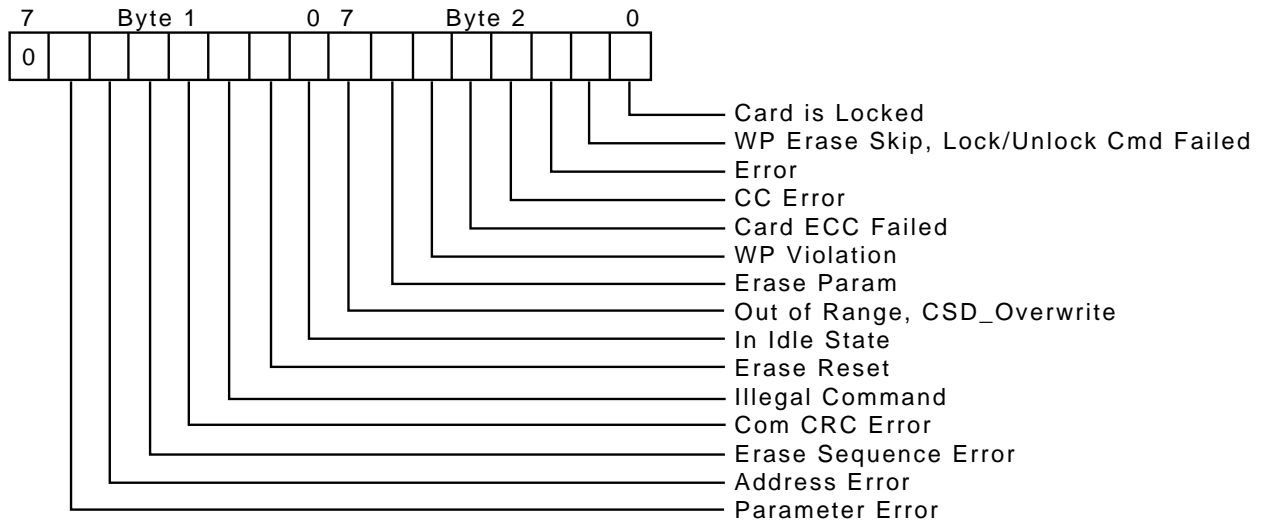 7 Byte 1 0 7 Byte 2 0
0
Card is Locked
WP Erase Skip, Lock/Unlock Cmd Failed
Error
CC Error
Card ECC Failed
WP Violation
Erase Param
Out of Range, CSD_Overwrite
In Idle State
Erase Reset
Illegal Command
Com CRC Error
Erase Sequence Error
Address Error
Parameter Error